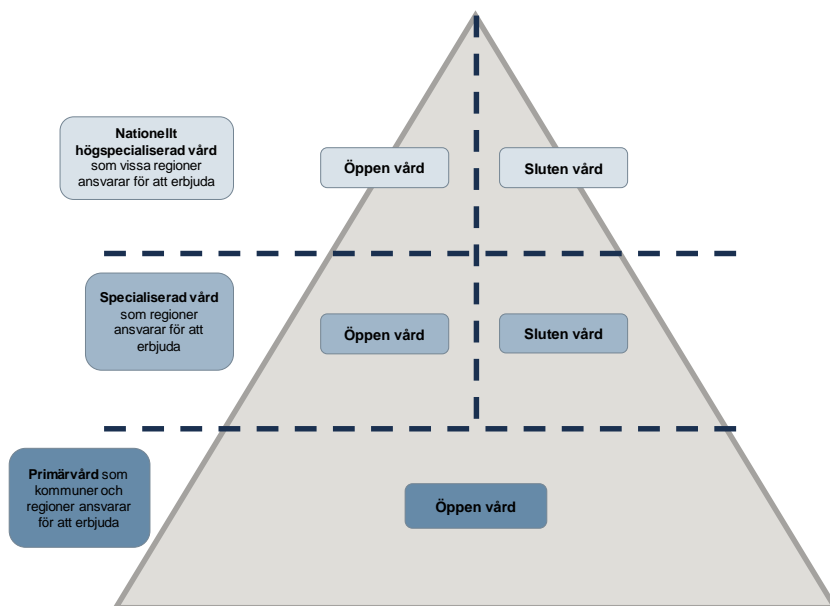 Nationellt
högspecialiserad vård
som vissa regioner
ansvarar för att erbjuda
Öppen vård
Sluten vård
Specialiserad vård
som regioner
ansvarar för att
erbjuda
Öppen vård
Sluten vård
Primärvård som
kommuner och
regioner ansvarar
för att erbjuda
Öppen vård